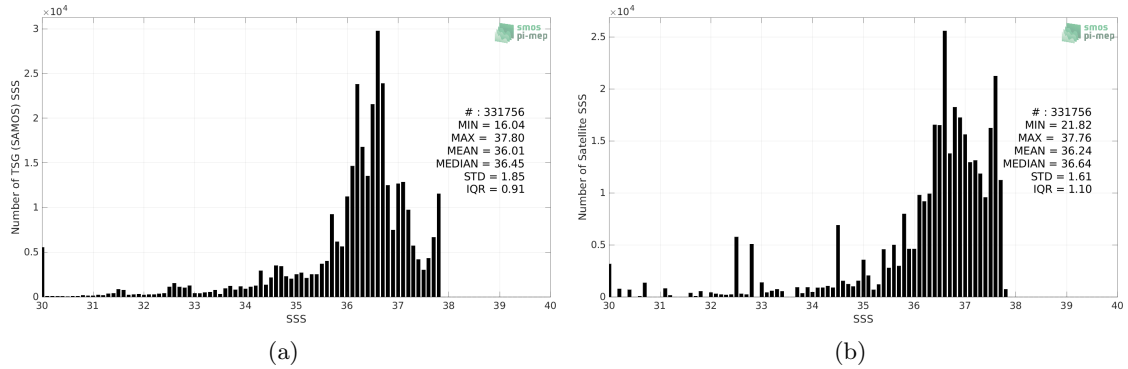 ×10⁴
3
2.5
2
1.5
1
0.5
0
Number of TSG (SAMOS) SSS
30 31 32 33 34 35 36 37 38 39 40
SSS
smos
pi-mep
# : 331756
MIN = 16.04
MAX = 37.80
MEAN = 36.01
MEDIAN = 36.45
STD = 1.85
IQR = 0.91
(a)
×10⁴
2.5
2
1.5
1
0.5
0
Number of Satellite SSS
30 31 32 33 34 35 36 37 38 39 40
SSS
smos
pi-mep
# : 331756
MIN = 21.82
MAX = 37.76
MEAN = 36.24
MEDIAN = 36.64
STD = 1.61
IQR = 1.10
(b)